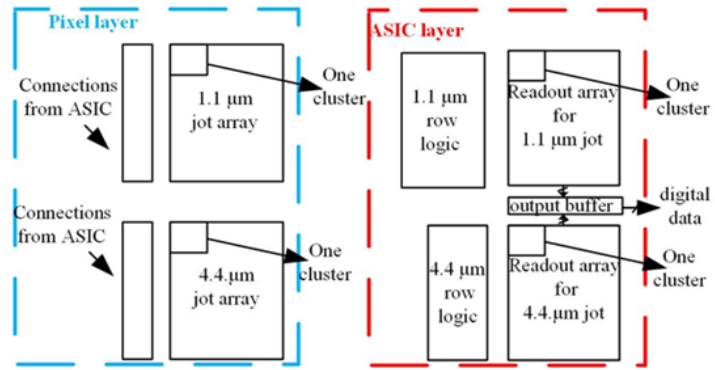 Pixel layer
Connections
from ASIC
1.1 μm
jot array
One
cluster
Connections
from ASIC
4.4.μm
jot array
One
cluster
ASIC layer
1.1 μm
row
logic
Readout array
for
1.1 μm jot
One
cluster
output buffer
digital
data
4.4 μm
row
logic
Readout array
for
4.4.μm jot
One
cluster